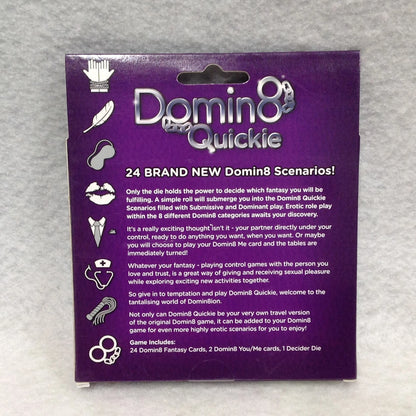 Domin8
Quickie
24 BRAND NEW Domin8 Scenarios!
Only the die holds the power to decide which fantasy you will be
fulfilling. A simple roll will submerge you into the Domin8 Quickie
Scenarios filled with Submissive and Dominant play. Erotic role play
within the 8 different Domin8 categories awaits your discovery.
It's a really exciting thought isn't it - your partner directly under your
control, ready to do anything you want, when you want. Or maybe
you will choose to play your Domin8 Me card and the tables are
immediately turned!
Whatever your fantasy - playing control games with the person you
love and trust, is a great way of giving and receiving sexual pleasure
while exploring exciting new activities together.
So give in to temptation and play Domin8 Quickie, welcome to the
tantalising world of Domin8ion.
Not only can Domin8 Quickie be your very own travel version
of the original Domin8 game, it can be added to your Domin8
game for even more highly erotic scenarios for you to enjoy!
Game Includes:
24 Domin8 Fantasy Cards, 2 Domin8 You/Me cards, 1 Decider Die